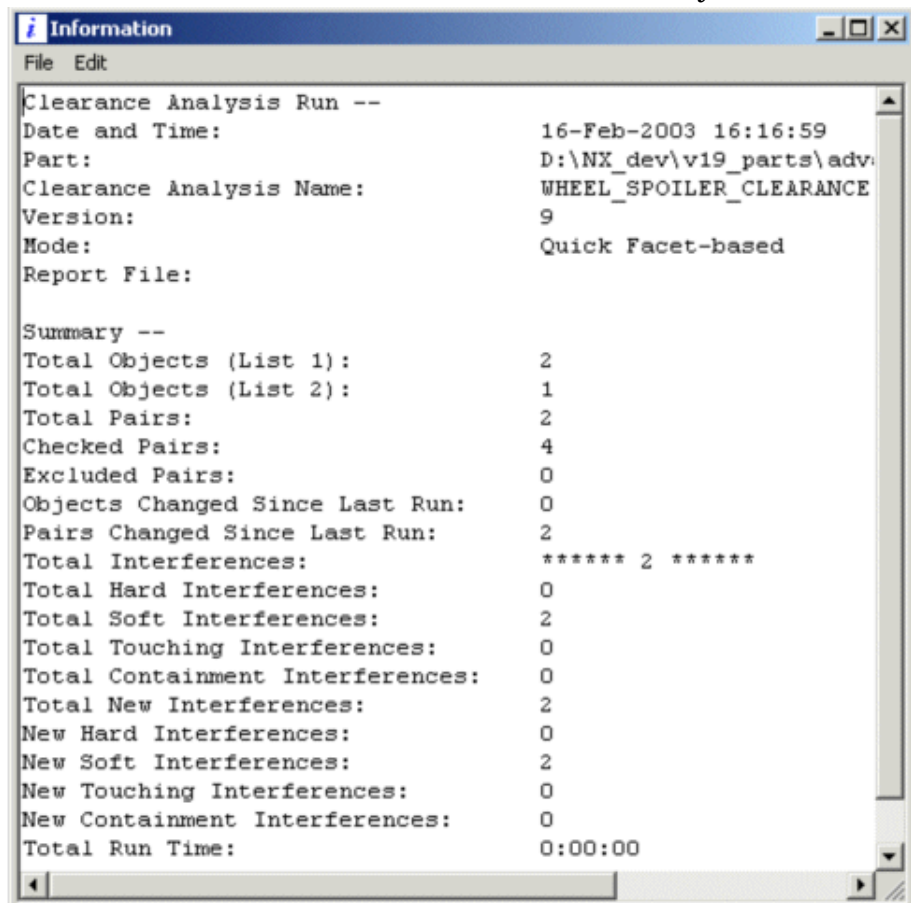 Information
File Edit
Clearance Analysis Run --
Date and Time: 16-Feb-2003 16:16:59
Part: D:\NX_dev\v19_parts\adv
Clearance Analysis Name: WHEEL_SPOILER_CLEARANCE
Version: 9
Mode: Quick Facet-based
Report File:
Summary --
Total Objects (List 1): 2
Total Objects (List 2): 1
Total Pairs: 2
Checked Pairs: 4
Excluded Pairs: 0
Objects Changed Since Last Run: 0
Pairs Changed Since Last Run: 2
Total Interferences: ****** 2 ******
Total Hard Interferences: 0
Total Soft Interferences: 2
Total Touching Interferences: 0
Total Containment Interferences: 0
Total New Interferences: 2
New Hard Interferences: 0
New Soft Interferences: 2
New Touching Interferences: 0
New Containment Interferences: 0
Total Run Time: 0:00:00